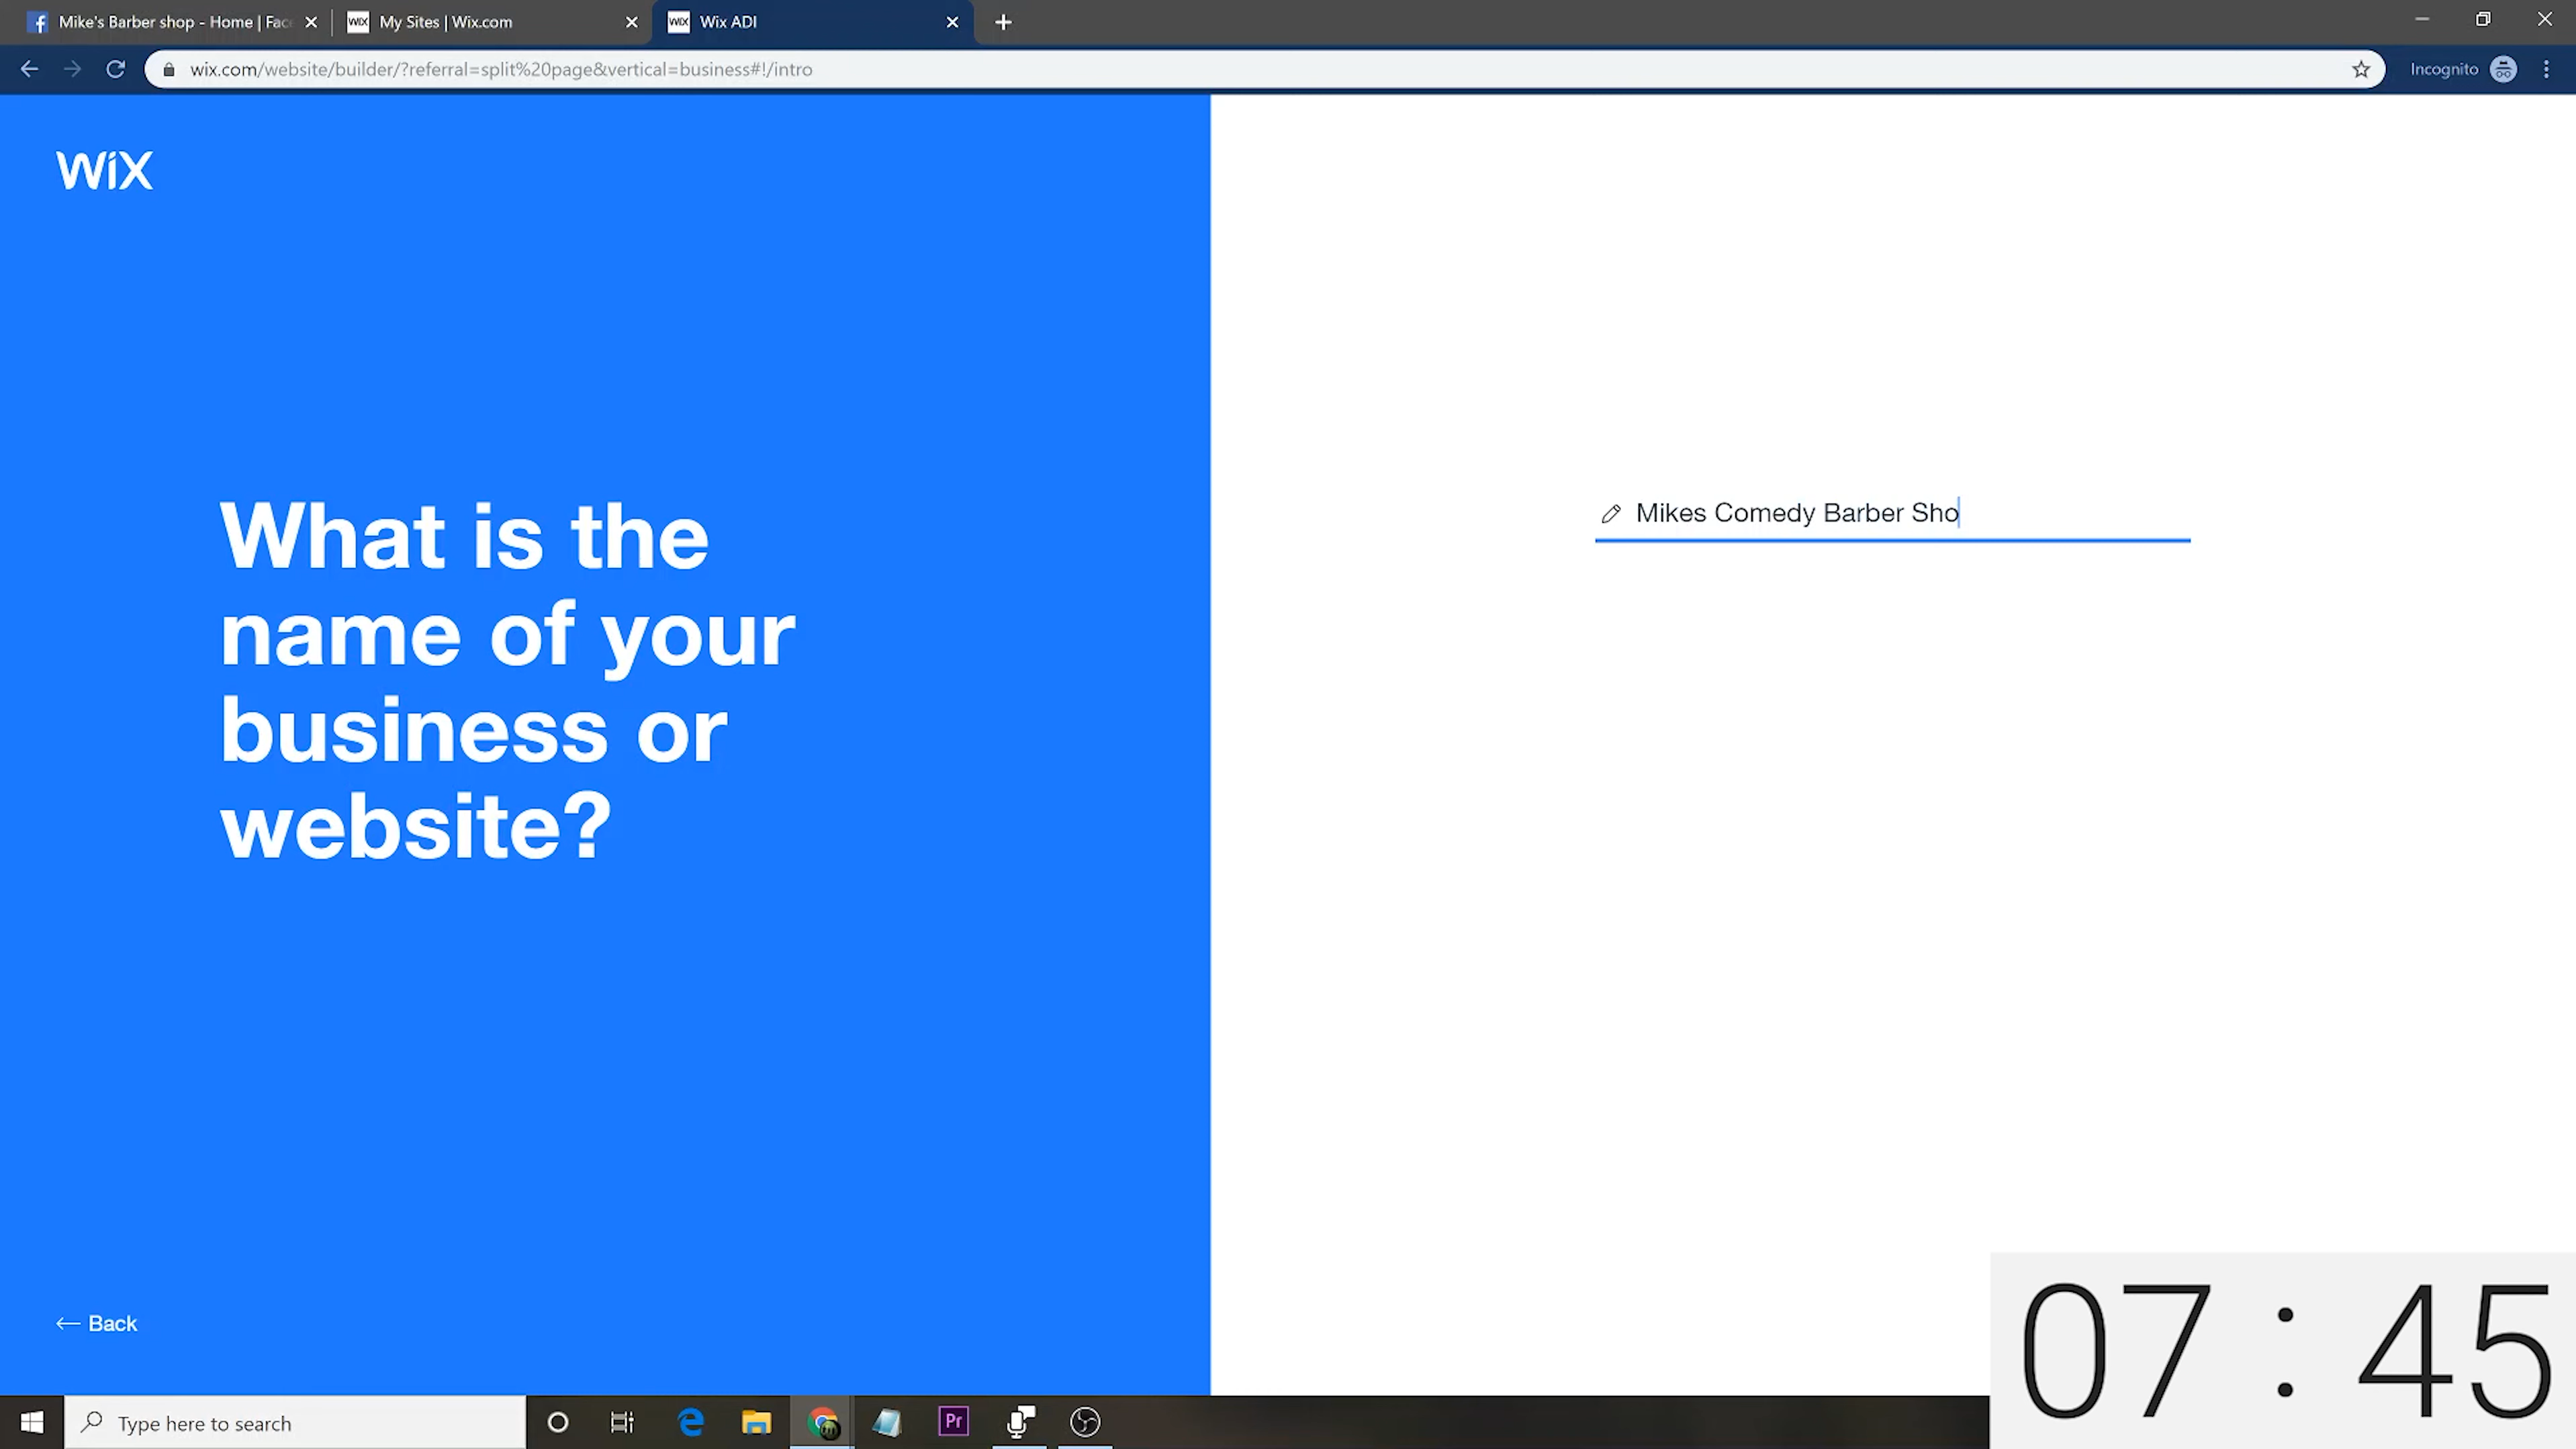 Mike's Barber shop - Home | Fac
My Sites | Wix.com
Wix ADI
wix.com/website/builder/?referral=split%20page&vertical=business#!/intro
Incognito
WiX
What is the
name of your
business or
website?
Mikes Comedy Barber Sho
← Back
07 : 45
Type here to search
Pr